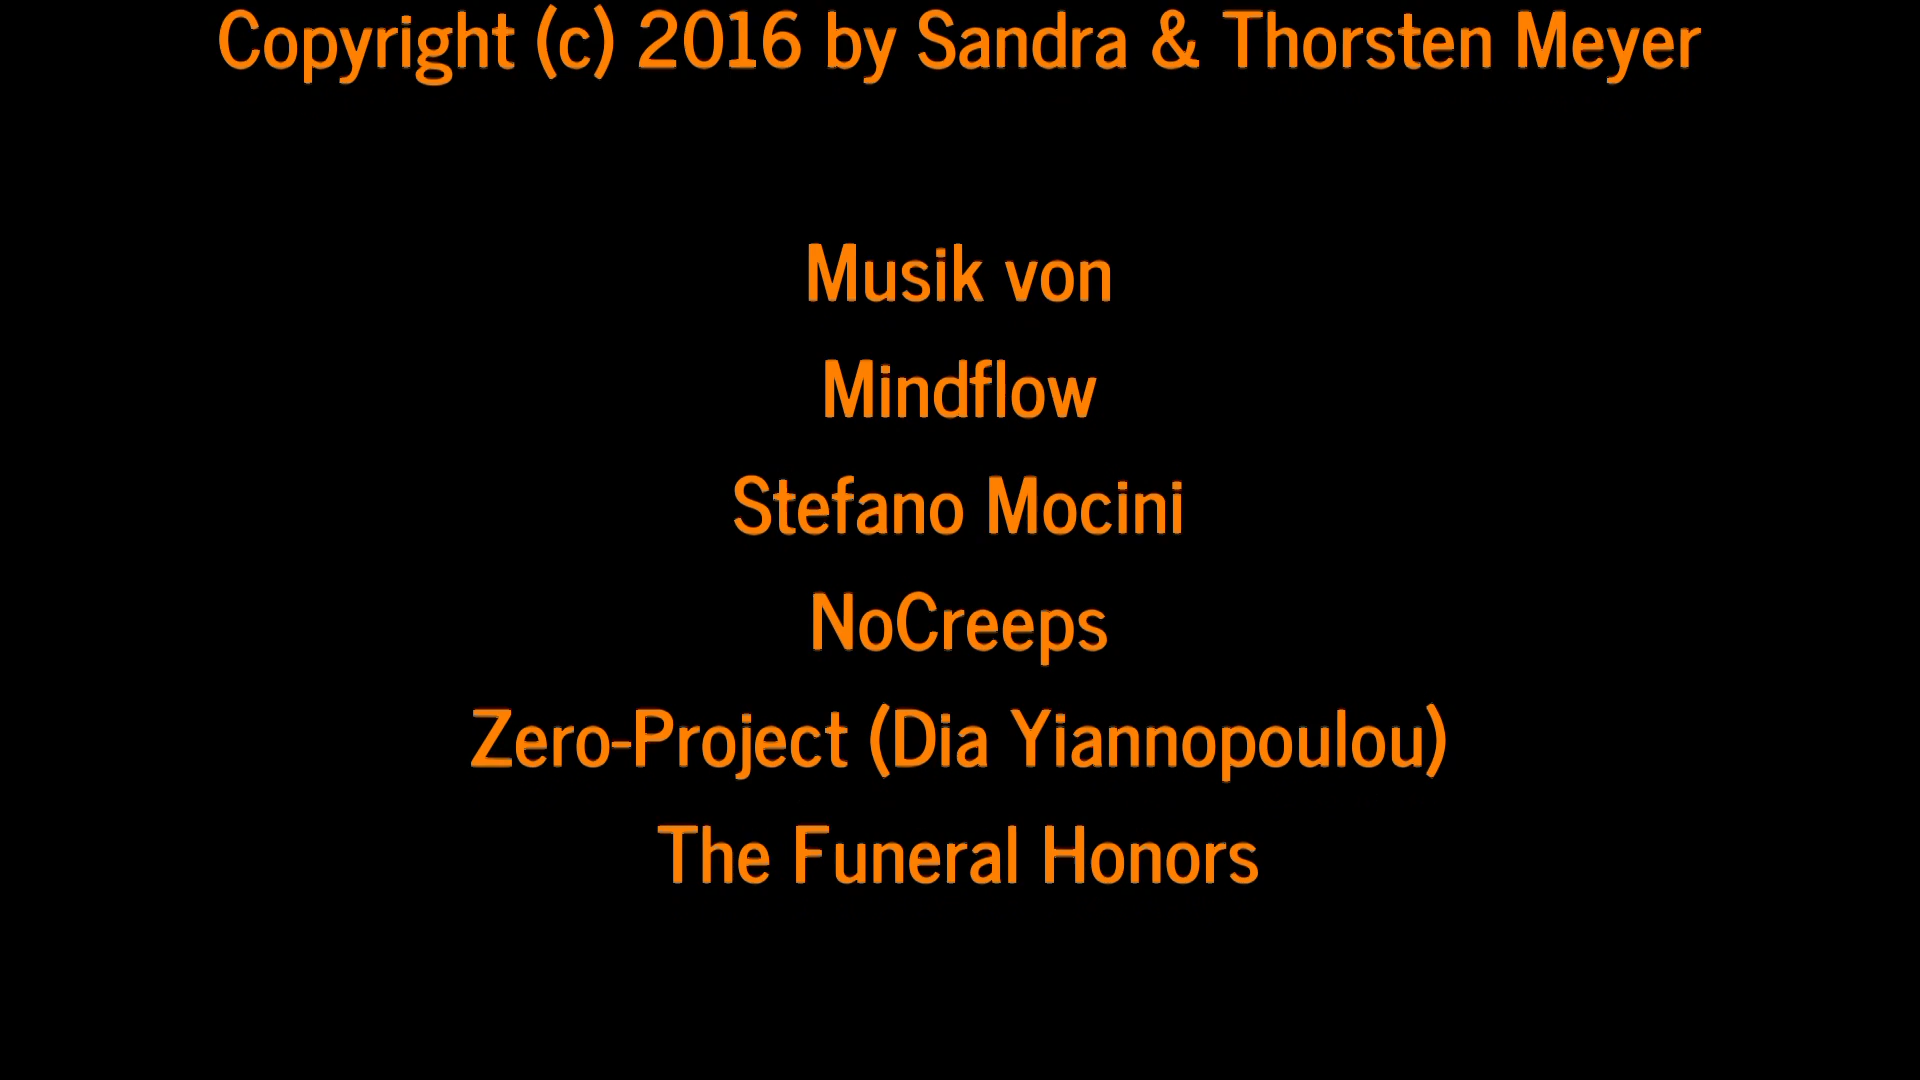 Copyright (c) 2016 by Sandra & Thorsten Meyer
Musik von
Mindflow
Stefano Mocini
NoCreeps
Zero-Project (Dia Yiannopoulou)
The Funeral Honors